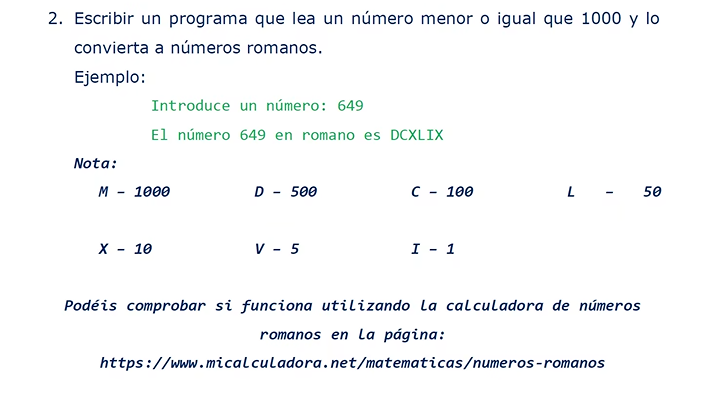 2. Escribir un programa que lea un número menor o igual que 1000 y lo
convierta a números romanos.
Ejemplo:
Introduce un número: 649
El número 649 en romano es DCXLIX
Nota:
M – 1000 D – 500 C – 100 L – 50
X – 10 V – 5 I – 1
Podéis comprobar si funciona utilizando la calculadora de números
romanos en la página:
https://www.micalculadora.net/matematicas/numeros-romanos